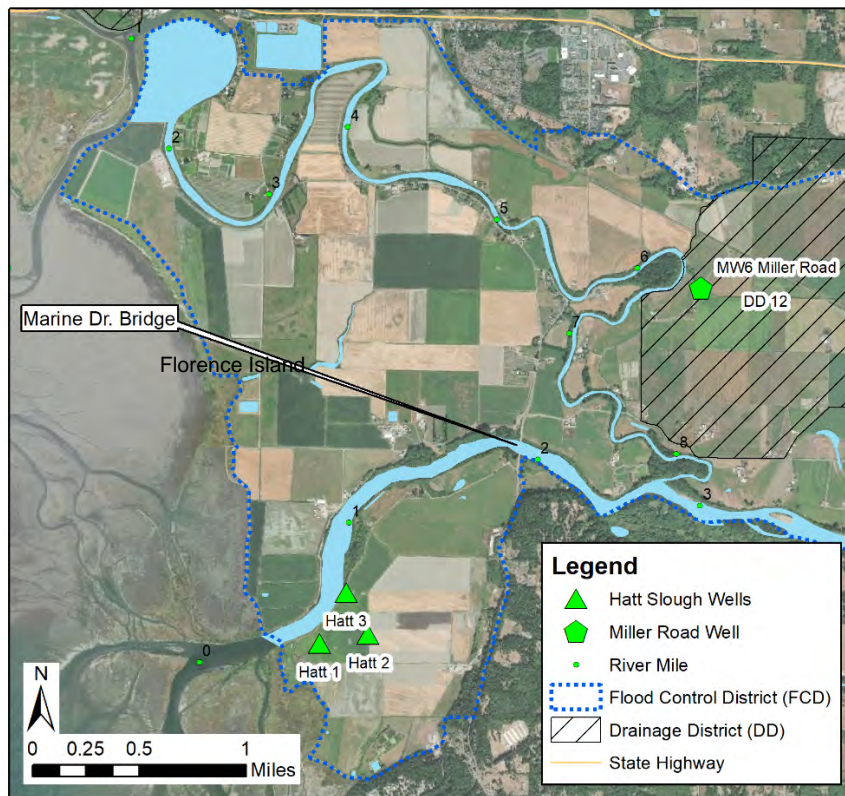 1
2
3
4
5
6
MW6 Miller Road
DD 12
7
Marine Dr. Bridge
Florence Island
2
8
3
1
Hatt 3
Hatt 2
Hatt 1
0
N
0 0.25 0.5 1
Miles
Legend
Hatt Slough Wells
Miller Road Well
River Mile
Flood Control District (FCD)
Drainage District (DD)
State Highway